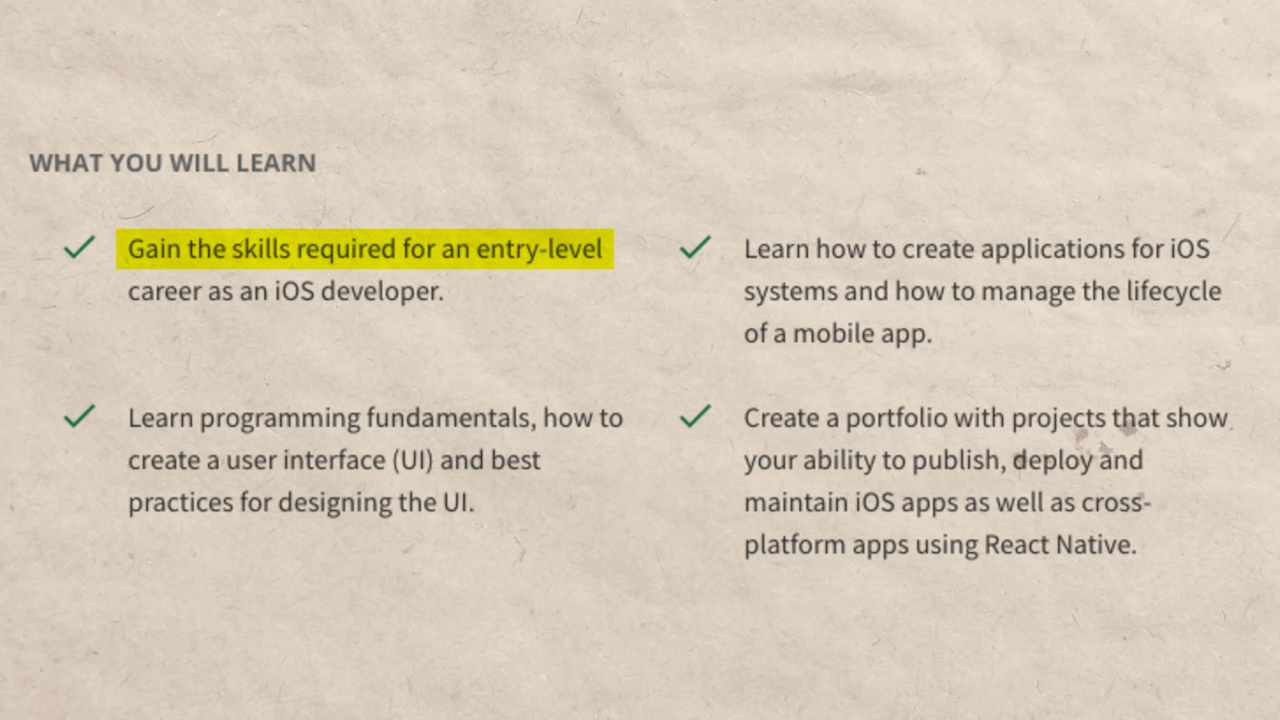 WHAT YOU WILL LEARN
Gain the skills required for an entry-level
career as an iOS developer.
Learn how to create applications for iOS
systems and how to manage the lifecycle
of a mobile app.
Learn programming fundamentals, how to
create a user interface (UI) and best
practices for designing the UI.
Create a portfolio with projects that show
your ability to publish, deploy and
maintain iOS apps as well as cross-
platform apps using React Native.